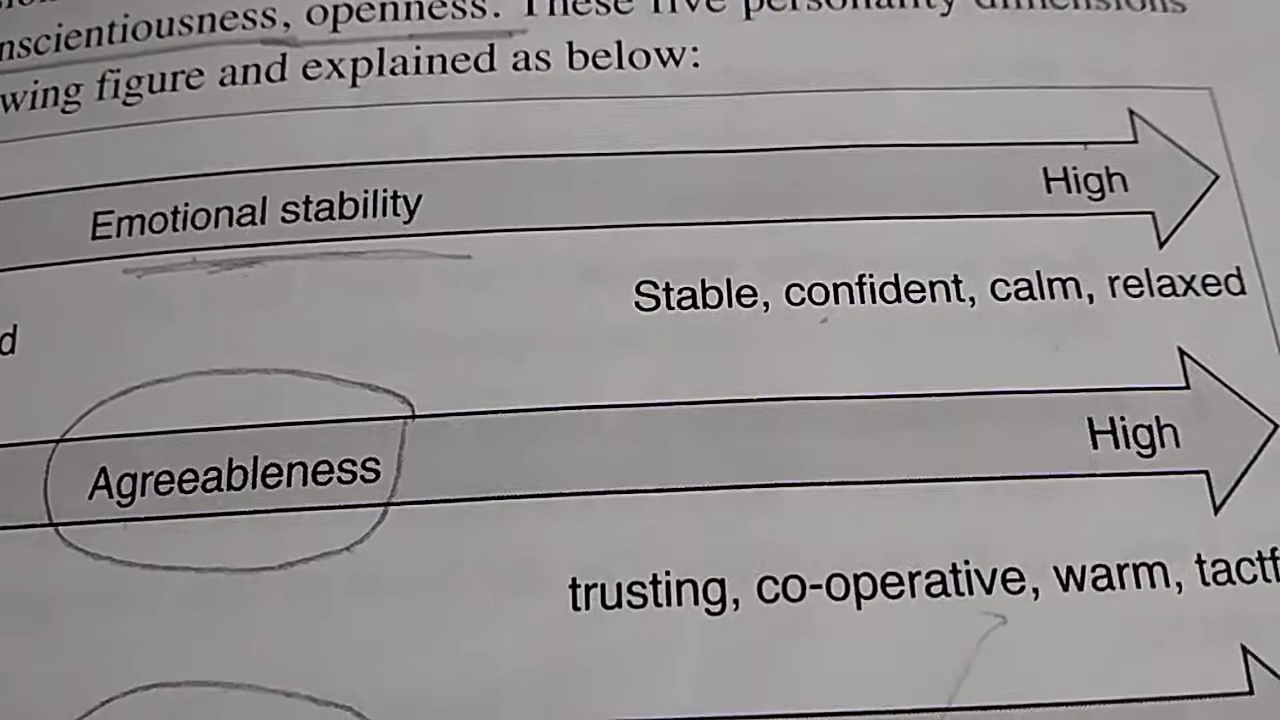 nscientiousness, openness. These five personality dimensions
wing figure and explained as below:
Emotional stability
High
Stable, confident, calm, relaxed
d
Agreeableness
High
trusting, co-operative, warm, tactf